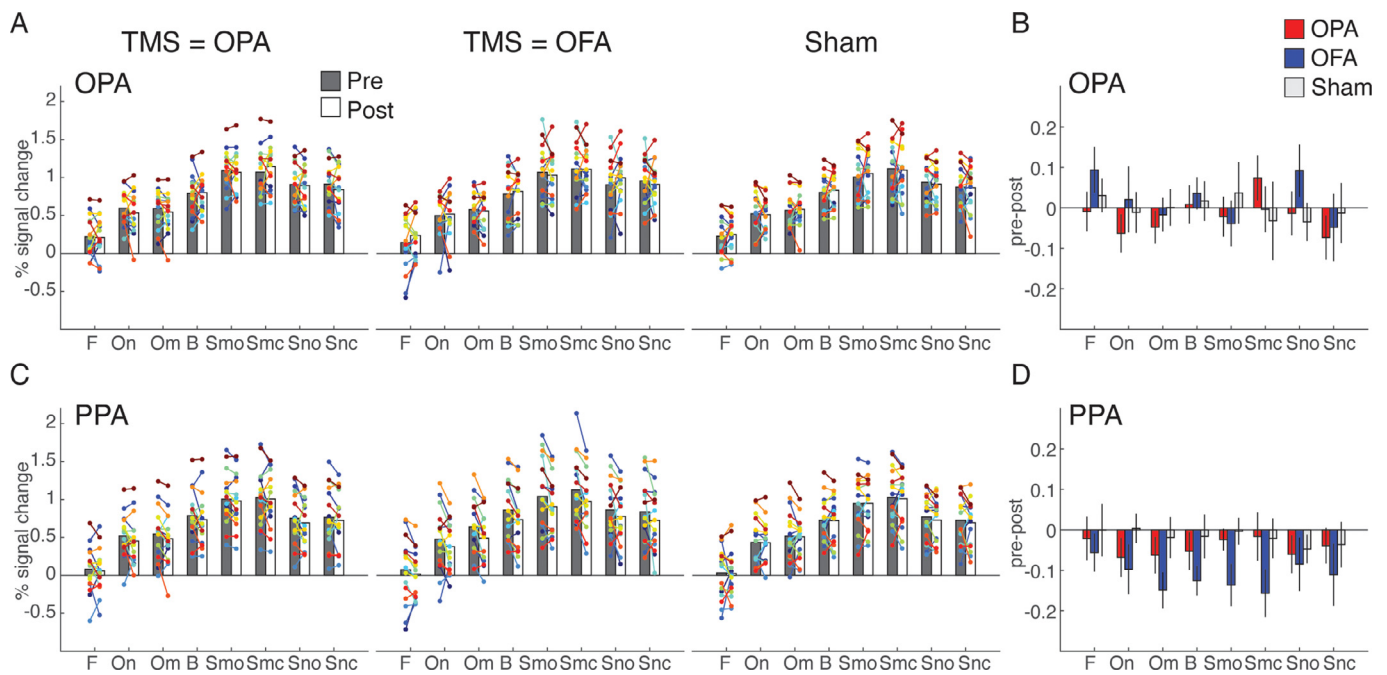 A
TMS = OPA
TMS = OFA
Sham
OPA
Pre
Post
2
1.5
1
0.5
0
-0.5
% signal change
F On Om B Smo Smc Sno Snc
F On Om B Smo Smc Sno Snc
F On Om B Smo Smc Sno Snc
B
OPA
OFA
Sham
OPA
0.2
0.1
0
-0.1
-0.2
pre-post
F On Om B Smo Smc Sno Snc
C
PPA
2
1.5
1
0.5
0
-0.5
% signal change
F On Om B Smo Smc Sno Snc
F On Om B Smo Smc Sno Snc
F On Om B Smo Smc Sno Snc
D
PPA
0.2
0.1
0
-0.1
-0.2
pre-post
F On Om B Smo Smc Sno Snc